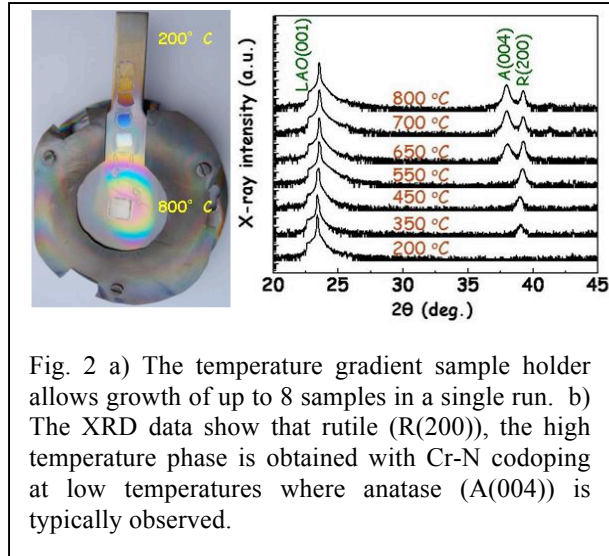 a)
200° C
800° C
b)
LAO(001)
A(004)
R(200)
X-ray intensity (a.u.)
800 °C
700 °C
650 °C
550 °C
450 °C
350 °C
200 °C
20 25 30 35 40 45
2θ (deg.)
Fig. 2 a) The temperature gradient sample holder
allows growth of up to 8 samples in a single run. b)
The XRD data show that rutile (R(200)), the high
temperature phase is obtained with Cr-N codoping
at low temperatures where anatase (A(004)) is
typically observed.